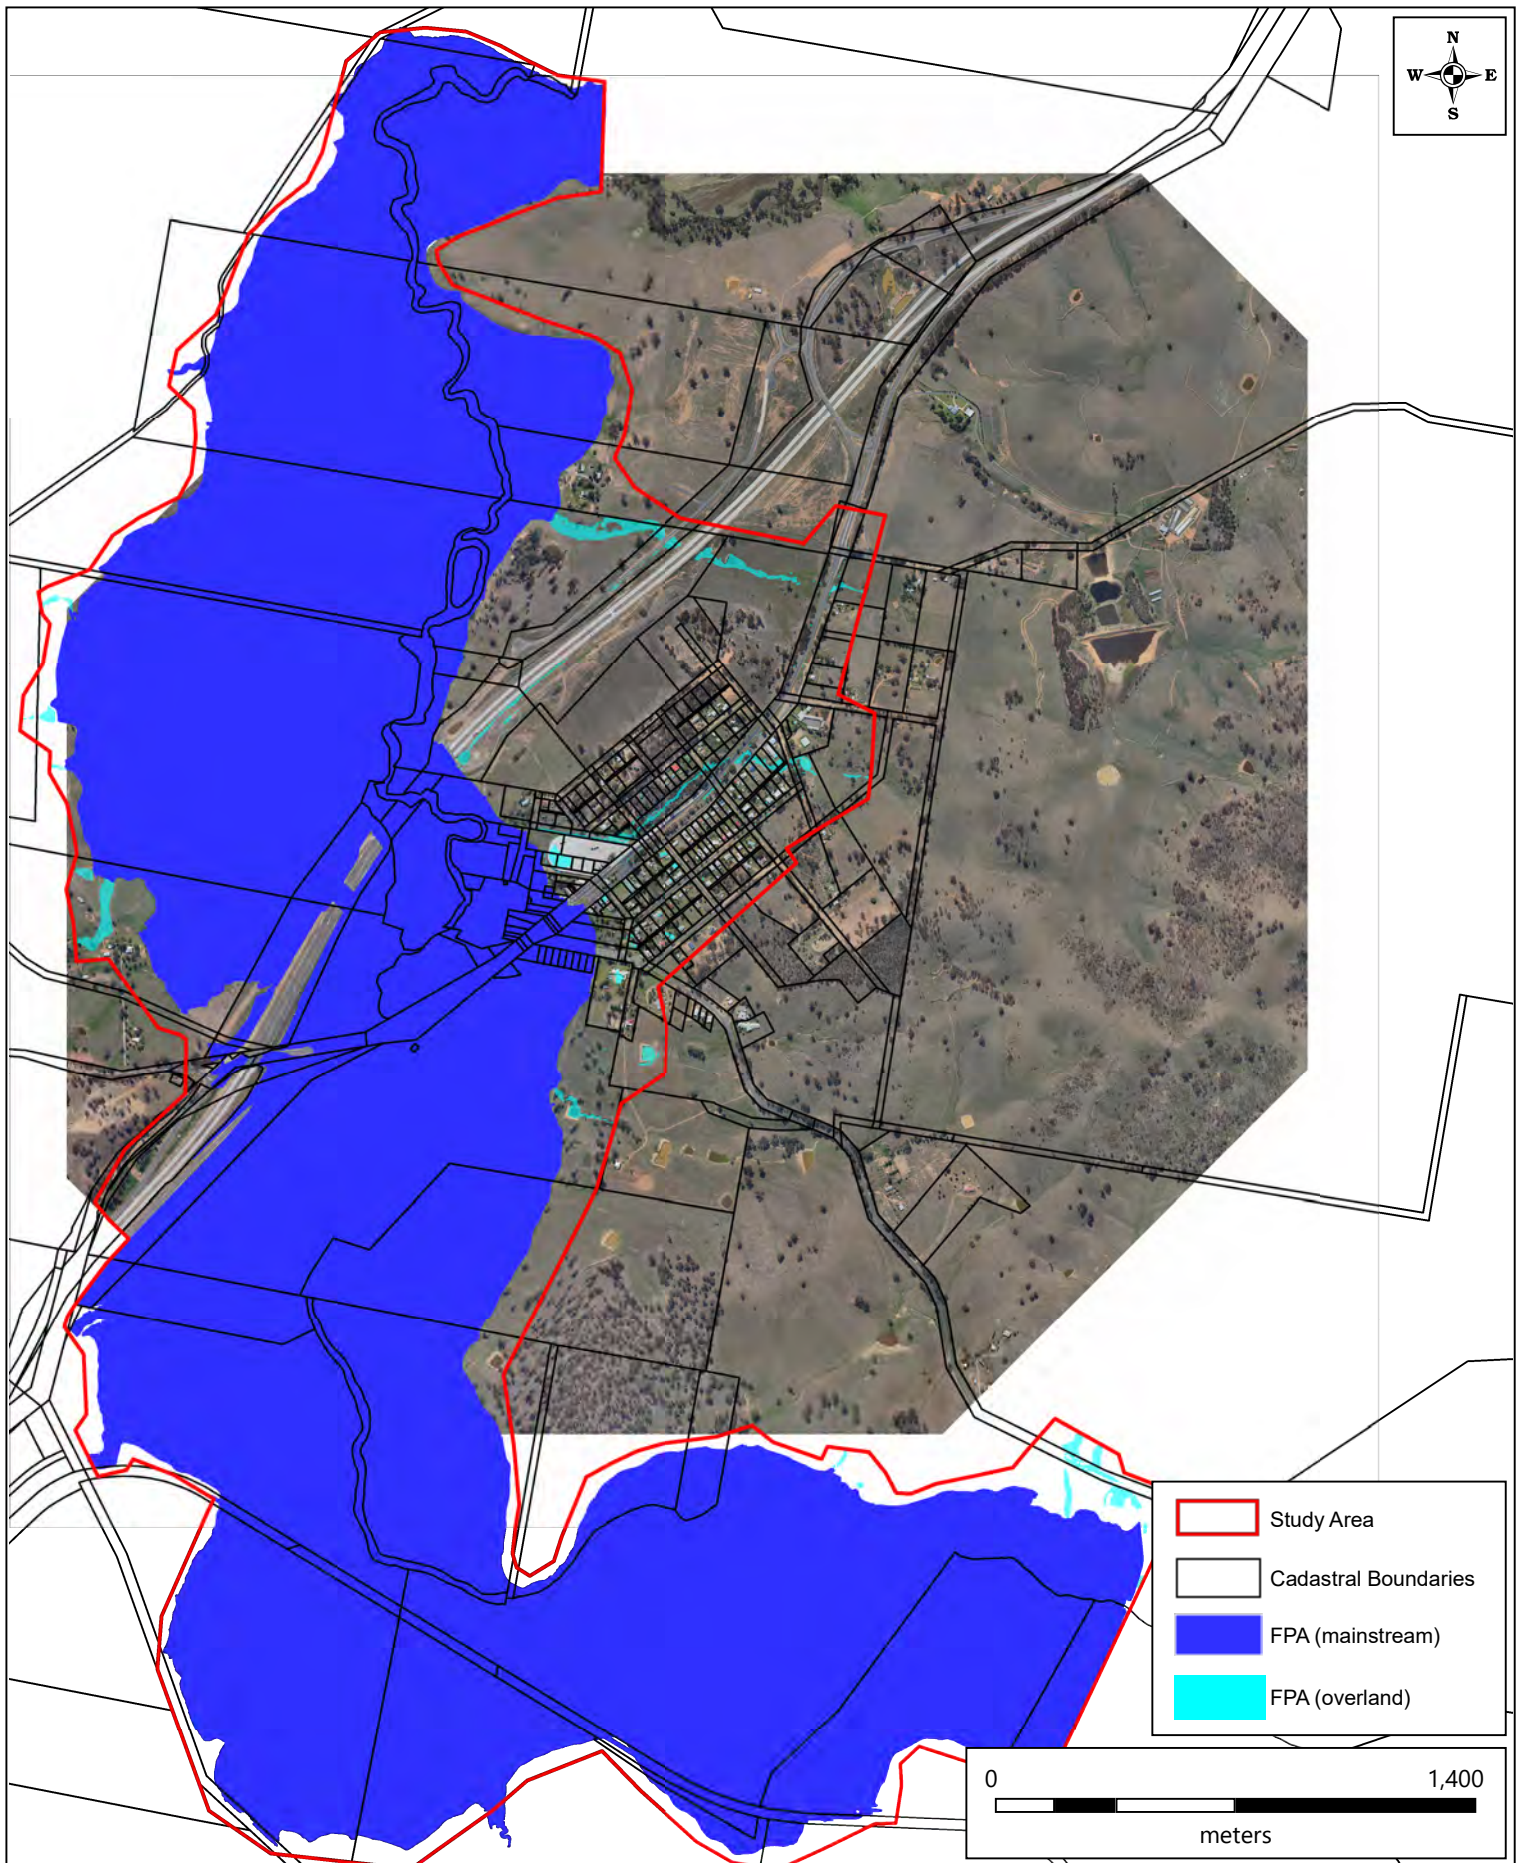 N
W E
S
Study Area
Cadastral Boundaries
FPA (mainstream)
FPA (overland)
0 1,400
meters